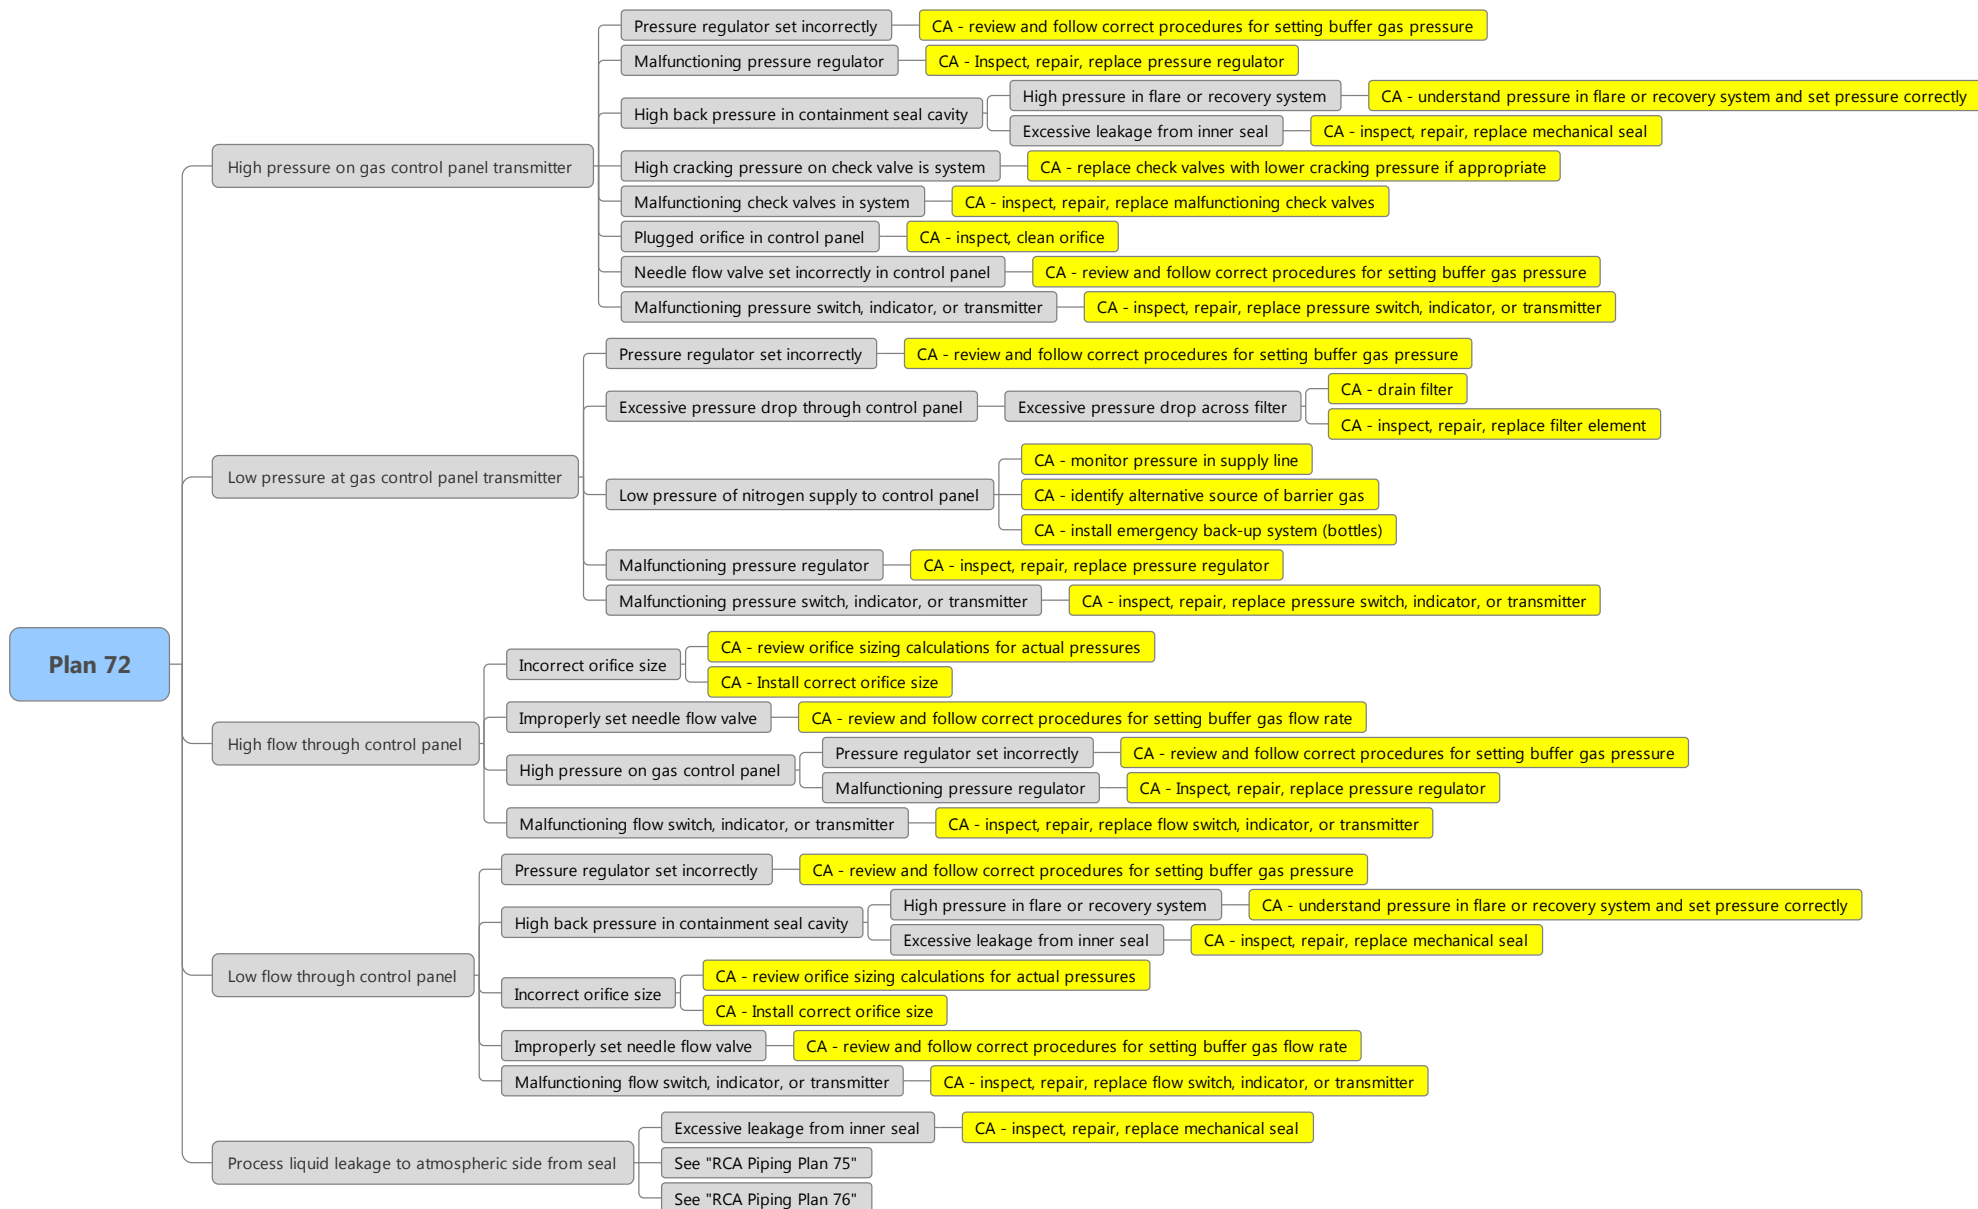 Plan 72
High pressure on gas control panel transmitter
Pressure regulator set incorrectly
CA - review and follow correct procedures for setting buffer gas pressure
Malfunctioning pressure regulator
CA - Inspect, repair, replace pressure regulator
High back pressure in containment seal cavity
High pressure in flare or recovery system
CA - understand pressure in flare or recovery system and set pressure correctly
Excessive leakage from inner seal
CA - inspect, repair, replace mechanical seal
High cracking pressure on check valve is system
CA - replace check valves with lower cracking pressure if appropriate
Malfunctioning check valves in system
CA - inspect, repair, replace malfunctioning check valves
Plugged orifice in control panel
CA - inspect, clean orifice
Needle flow valve set incorrectly in control panel
CA - review and follow correct procedures for setting buffer gas pressure
Malfunctioning pressure switch, indicator, or transmitter
CA - inspect, repair, replace pressure switch, indicator, or transmitter
Low pressure at gas control panel transmitter
Pressure regulator set incorrectly
CA - review and follow correct procedures for setting buffer gas pressure
Excessive pressure drop through control panel
Excessive pressure drop across filter
CA - drain filter
CA - inspect, repair, replace filter element
Low pressure of nitrogen supply to control panel
CA - monitor pressure in supply line
CA - identify alternative source of barrier gas
CA - install emergency back-up system (bottles)
Malfunctioning pressure regulator
CA - inspect, repair, replace pressure regulator
Malfunctioning pressure switch, indicator, or transmitter
CA - inspect, repair, replace pressure switch, indicator, or transmitter
High flow through control panel
Incorrect orifice size
CA - review orifice sizing calculations for actual pressures
CA - Install correct orifice size
Improperly set needle flow valve
CA - review and follow correct procedures for setting buffer gas flow rate
High pressure on gas control panel
Pressure regulator set incorrectly
CA - review and follow correct procedures for setting buffer gas pressure
Malfunctioning pressure regulator
CA - Inspect, repair, replace pressure regulator
Malfunctioning flow switch, indicator, or transmitter
CA - inspect, repair, replace flow switch, indicator, or transmitter
Low flow through control panel
Pressure regulator set incorrectly
CA - review and follow correct procedures for setting buffer gas pressure
High back pressure in containment seal cavity
High pressure in flare or recovery system
CA - understand pressure in flare or recovery system and set pressure correctly
Excessive leakage from inner seal
CA - inspect, repair, replace mechanical seal
Incorrect orifice size
CA - review orifice sizing calculations for actual pressures
CA - Install correct orifice size
Improperly set needle flow valve
CA - review and follow correct procedures for setting buffer gas flow rate
Malfunctioning flow switch, indicator, or transmitter
CA - inspect, repair, replace flow switch, indicator, or transmitter
Process liquid leakage to atmospheric side from seal
Excessive leakage from inner seal
CA - inspect, repair, replace mechanical seal
See "RCA Piping Plan 75"
See "RCA Piping Plan 76"